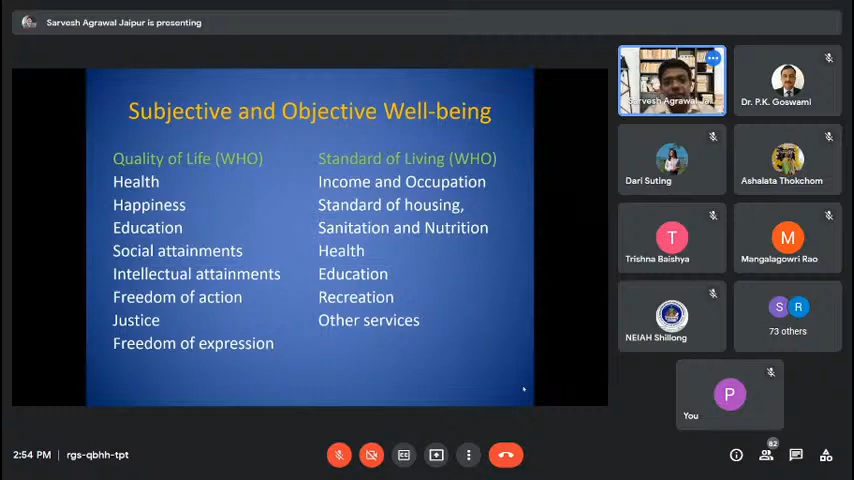 Sarvesh Agrawal Jaipur is presenting
Subjective and Objective Well-being
Quality of Life (WHO)
Health
Happiness
Education
Social attainments
Intellectual attainments
Freedom of action
Justice
Freedom of expression
Standard of Living (WHO)
Income and Occupation
Standard of housing,
Sanitation and Nutrition
Health
Education
Recreation
Other services
Sarvesh Agrawal Jai...
Dr. P.K. Goswami
Dari Suting
Ashalata Thokchom
T
Trishna Baishya
M
Mangalagowri Rao
NEIAH Shillong
S R
73 others
P
You
2:54 PM | rgs-qbhh-tpt
82